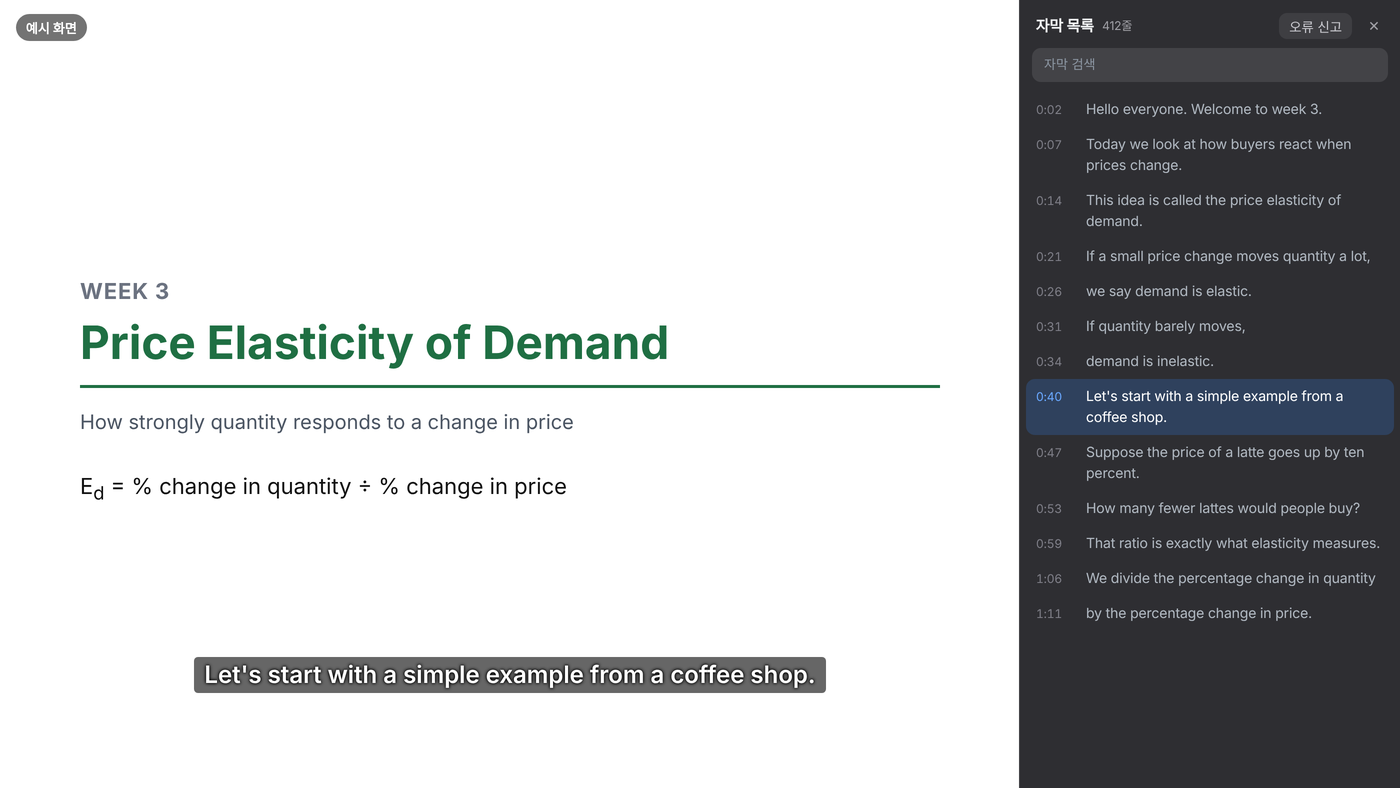 예시 화면
WEEK 3
Price Elasticity of Demand
How strongly quantity responds to a change in price
Ed = % change in quantity ÷ % change in price
Let's start with a simple example from a coffee shop.
자막 목록 412줄 오류 신고 ×
자막 검색
0:02 Hello everyone. Welcome to week 3.
0:07 Today we look at how buyers react when
prices change.
0:14 This idea is called the price elasticity of
demand.
0:21 If a small price change moves quantity a lot,
0:26 we say demand is elastic.
0:31 If quantity barely moves,
0:34 demand is inelastic.
0:40 Let's start with a simple example from a
coffee shop.
0:47 Suppose the price of a latte goes up by ten
percent.
0:53 How many fewer lattes would people buy?
0:59 That ratio is exactly what elasticity measures.
1:06 We divide the percentage change in quantity
1:11 by the percentage change in price.